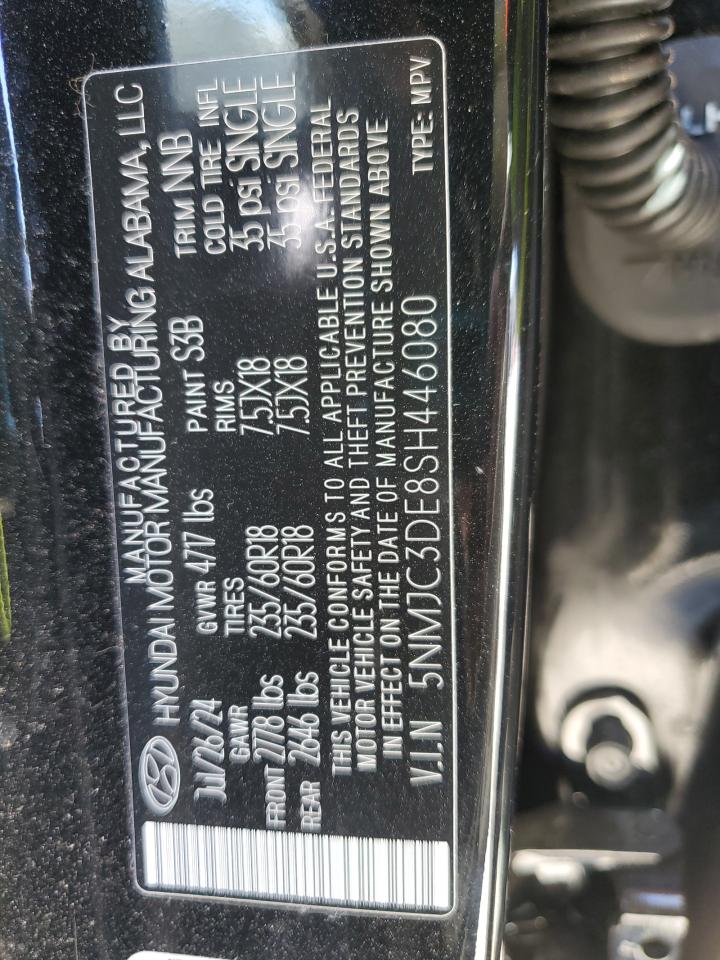 MANUFACTURED BY
HYUNDAI MOTOR MANUFACTURING ALABAMA, LLC
Jul/26/24 GVWR 4717 lbs PAINT S3B TRIM NNB
GAWR TIRES RIMS COLD TIRE INFL
FRONT 2778 lbs 235/60R18 7.5JX18 35 psi SINGLE
REAR 2646 lbs 235/60R18 7.5JX18 35 psi SINGLE
THIS VEHICLE CONFORMS TO ALL APPLICABLE U.S.A. FEDERAL
MOTOR VEHICLE SAFETY AND THEFT PREVENTION STANDARDS
IN EFFECT ON THE DATE OF MANUFACTURE SHOWN ABOVE
V.I.N 5NMJC3DE8SH446080 TYPE: MPV
LH